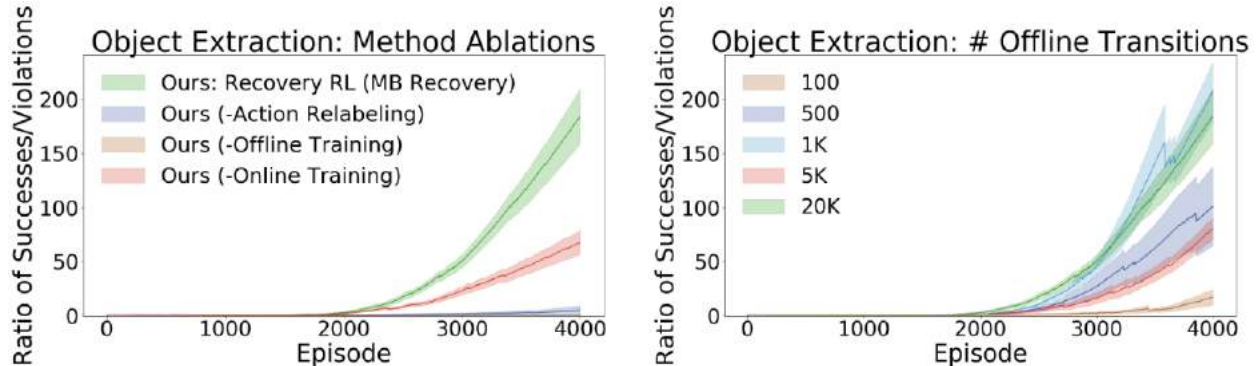 Object Extraction: Method Ablations
Ratio of Successes/Violations
200
150
100
50
0
Ours: Recovery RL (MB Recovery)
Ours (-Action Relabeling)
Ours (-Offline Training)
Ours (-Online Training)
0 1000 2000 3000 4000
Episode
Object Extraction: # Offline Transitions
Ratio of Successes/Violations
200
150
100
50
0
100
500
1K
5K
20K
0 1000 2000 3000 4000
Episode